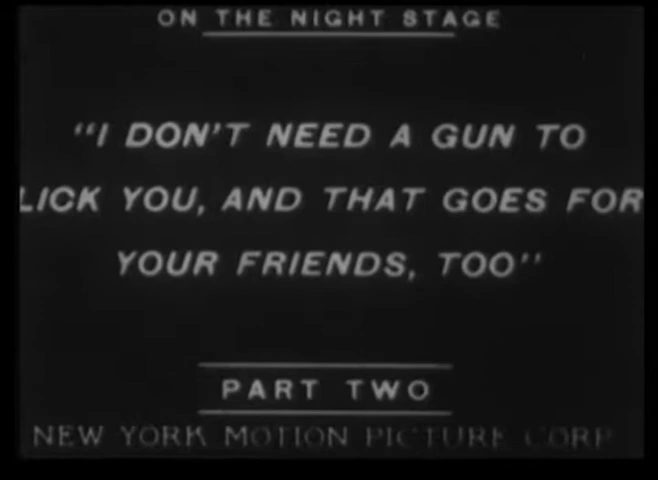 ON THE NIGHT STAGE
"I DON'T NEED A GUN TO
LICK YOU, AND THAT GOES FOR
YOUR FRIENDS, TOO"
PART TWO
NEW YORK MOTION PICTURE CORP